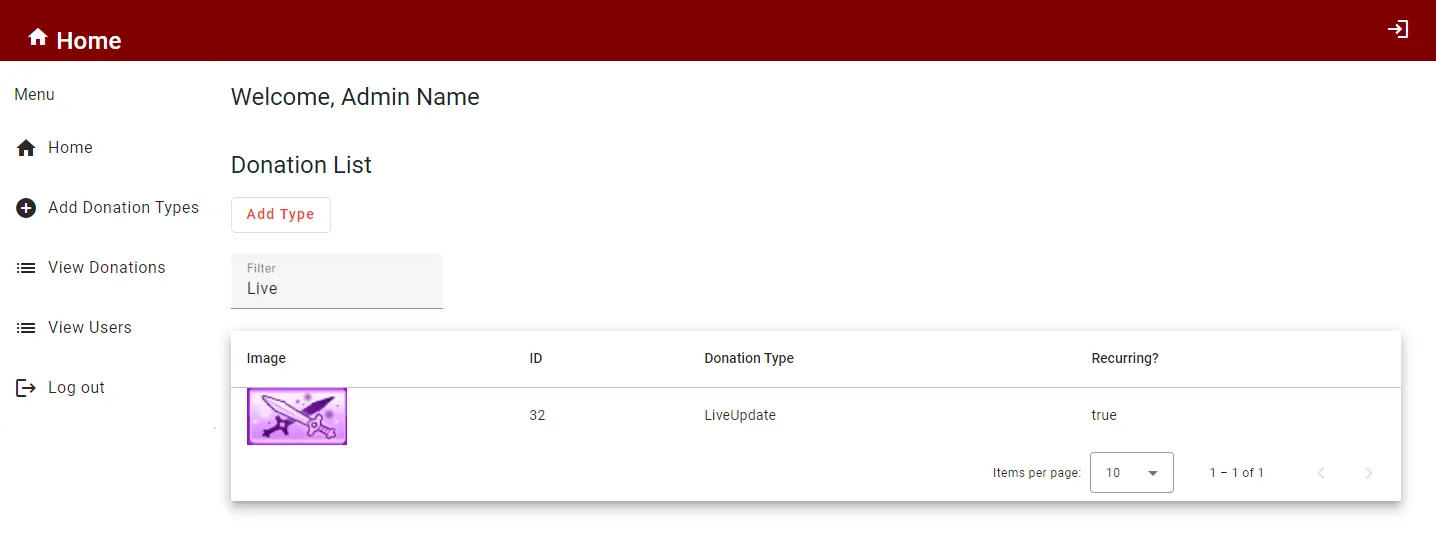 Home
Menu
Welcome, Admin Name
Home
Donation List
Add Donation Types
Add Type
View Donations
Filter
Live
View Users
Image ID Donation Type Recurring?
Log out
32 LiveUpdate true
Items per page: 10 1 – 1 of 1